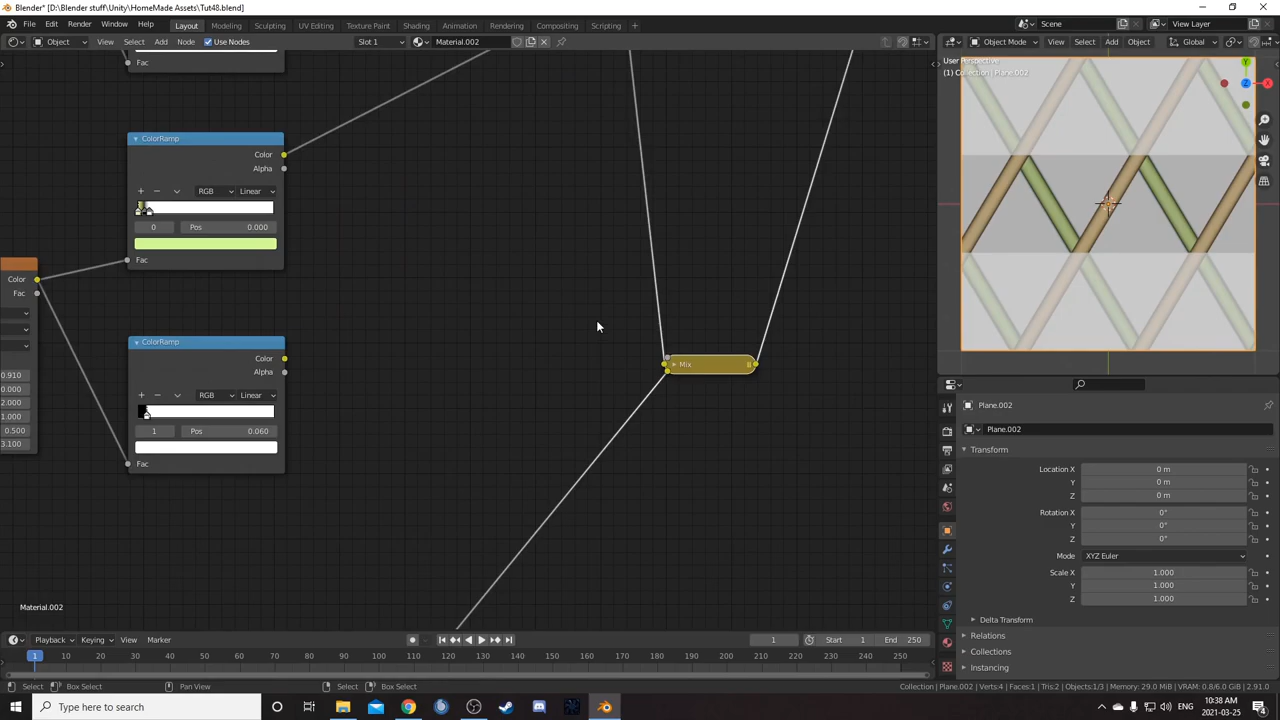 Blender* [D:\Blender stuff\Unity\HomeMade Assets\Tut48.blend]
File Edit Render Window Help Layout Modeling Sculpting UV Editing Texture Paint Shading Animation Rendering Compositing Scripting Scene View Layer
Object View Select Add Node Use Nodes Slot 1 Material.002 Object Mode View Select Add Object Global
User Perspective
(1) Collection | Plane.002
Y
Z
X
Fac
ColorRamp
Color
Alpha
RGB Linear
0 Pos 0.000
Fac
Color
Fac
ColorRamp
Color
Alpha
RGB Linear
1 Pos 0.060
Fac
0.910
0.000
2.000
1.000
0.500
3.100
Mix
Plane.002
Plane.002
Transform
Location X 0 m
Y 0 m
Z 0 m
Rotation X 0°
Y 0°
Z 0°
Mode XYZ Euler
Scale X 1.000
Y 1.000
Z 1.000
Delta Transform
Relations
Collections
Instancing
Material.002
Playback Keying View Marker 1 Start 1 End 250
1 10 20 30 40 50 60 70 80 90 100 110 120 130 140 150 160 170 180 190 200 210 220 230 240 250
Select Box Select Pan View Select Box Select Collection | Plane.002 | Verts:4 | Faces:1 | Tris:2 | Objects:1/3 | Memory: 29.0 MiB | VRAM: 0.8/6.0 GiB | 2.91.0
Type here to search ENG 10:38 AM
2021-03-25